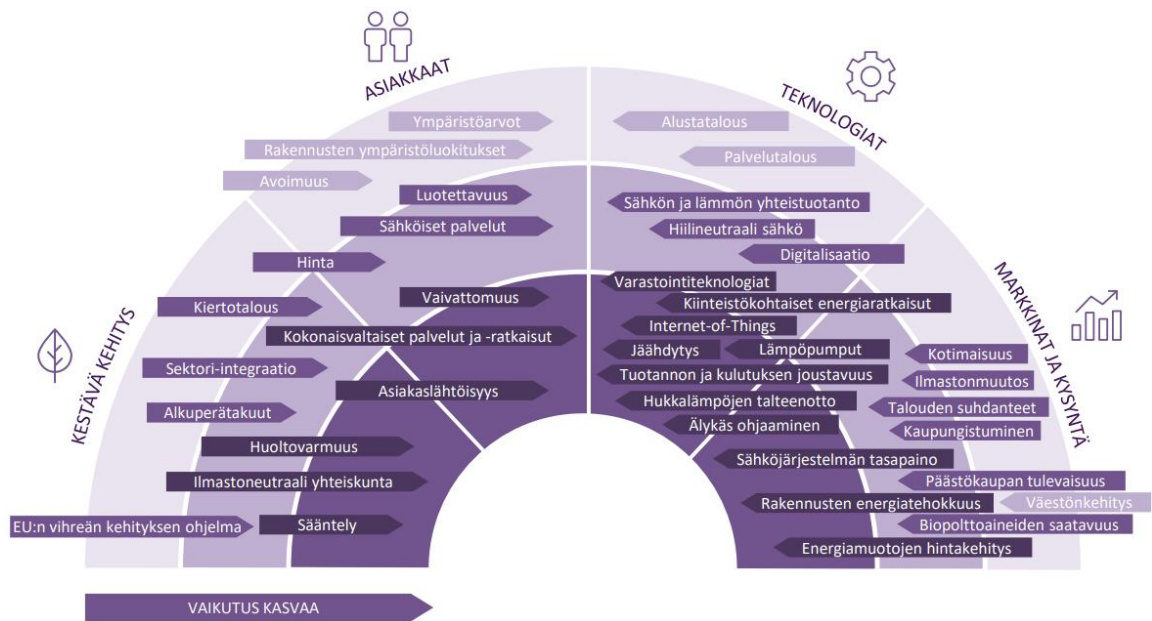 ASIAKKAAT
Ympäristöarvot
Rakennusten ympäristöluokitukset
Avoimuus
Luotettavuus
Sähköiset palvelut
Hinta
Vaivattomuus
Kokonaisvaltaiset palvelut ja -ratkaisut
Asiakaslähtöisyys
TEKNOLOGIAT
Alustatalous
Palvelutalous
Sähkön ja lämmön yhteistuotanto
Hiilineutraali sähkö
Digitalisaatio
Varastointiteknologiat
Kiinteistökohtaiset energiaratkaisut
Internet-of-Things
Jäähdytys
Lämpöpumput
Tuotannon ja kulutuksen joustavuus
Hukkalämpöjen talteenotto
Älykäs ohjaaminen
KESTÄVÄ KEHITYS
Kiertotalous
Sektori-integraatio
Alkuperätakuut
Huoltovarmuus
Ilmastoneutraali yhteiskunta
EU:n vihreän kehityksen ohjelma
Sääntely
MARKKINAT JA KYSYNTÄ
Kotimaisuus
Ilmastonmuutos
Talouden suhdanteet
Kaupungistuminen
Sähköjärjestelmän tasapaino
Päästökaupan tulevaisuus
Rakennusten energiatehokkuus
Väestönkehitys
Biopolttoaineiden saatavuus
Energiamuotojen hintakehitys
VAIKUTUS KASVAA